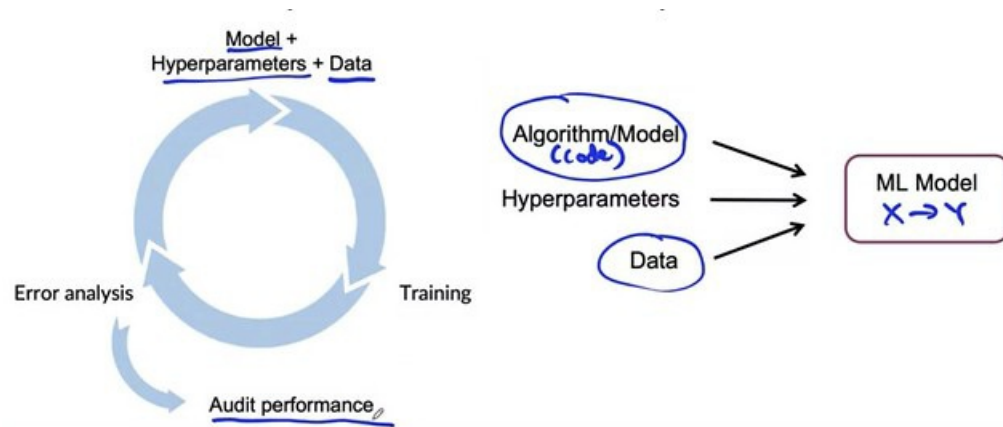 Model +
Hyperparameters + Data
Error analysis
Training
Audit performance
Algorithm/Model
(code)
Hyperparameters
Data
ML Model
X → Y